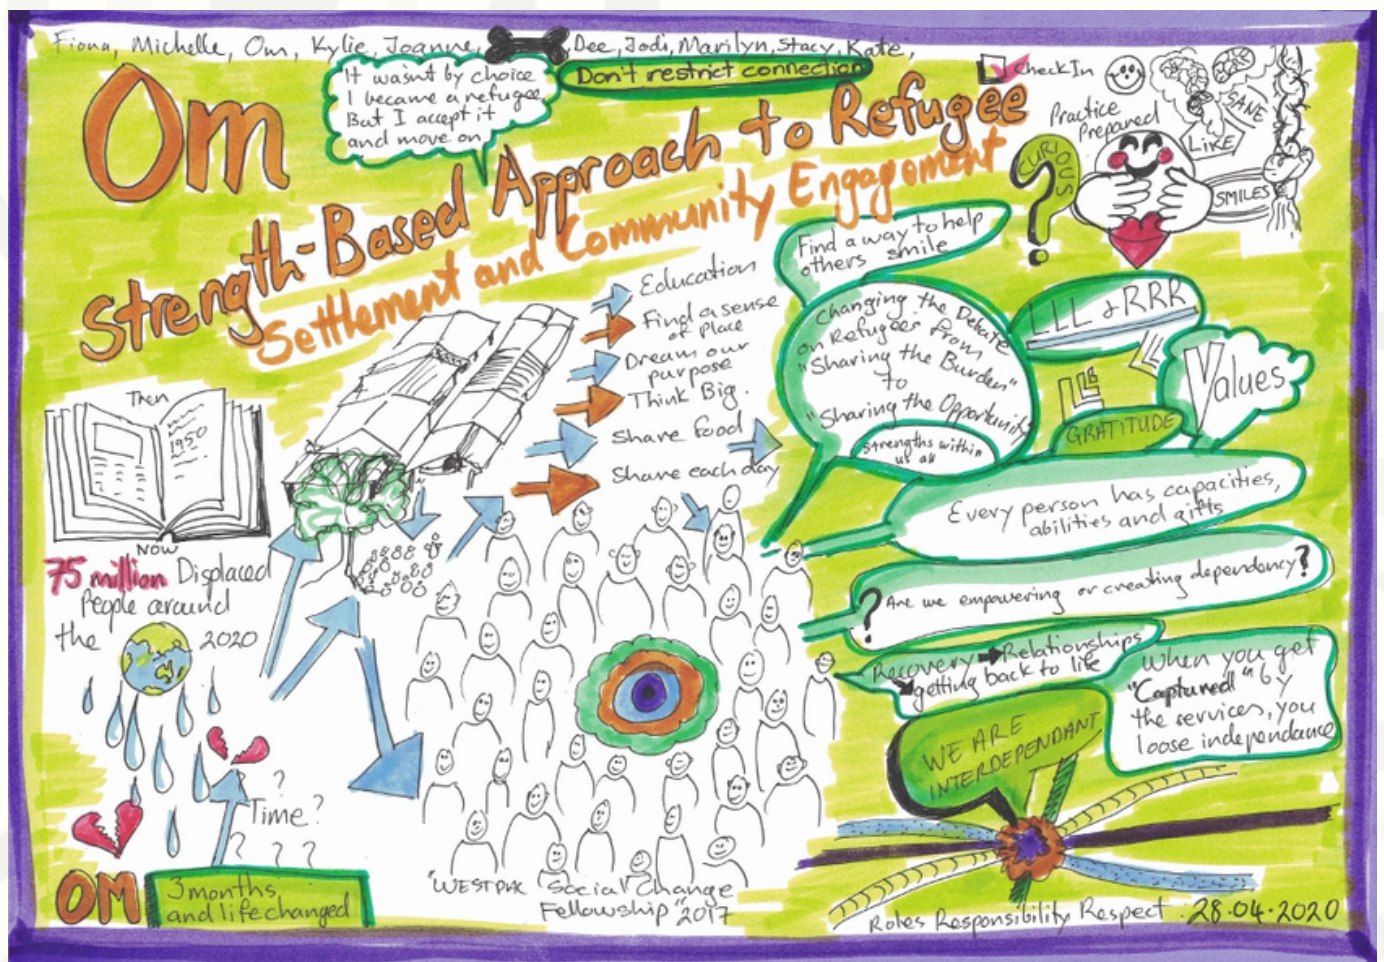 Fiona, Michelle, Om, Kylie, Joanne, Dee, Jodi, Marilyn, Stacy, Kate,
Om
It wasnt by choice
I became a refugee
But I accept it
and move on
Don't restrict connection
Check In
Practice
Prepared
CURIOUS
SANE
LIKE
SMILES
Strength-Based Approach to Refugee
Settlement and Community Engagement
Education
Find a sense
of Place
Dream our
purpose
Think Big.
Share food
Share each day
Find a way to help
others smile
Changing the Debate
on Refugees from
"Sharing the Burden"
to
"Sharing the Opportunity
Strengths within
us all
LLL & RRR
Values
GRATITUDE
Every person has capacities,
abilities and gifts
? Are we empowering or creating dependency?
Recovery Relationships
getting back to life
When you get
"Captured" by
the services, you
loose independance
WE ARE
INTERDEPENDANT
Then
1950
Now
75 million Displaced
People around
the 2020
?
Time?
? ? ?
OM
3 months,
and life changed
"WESTPAC Social Change
Fellowship" 2017
Roles Responsibility Respect . 28.04.2020